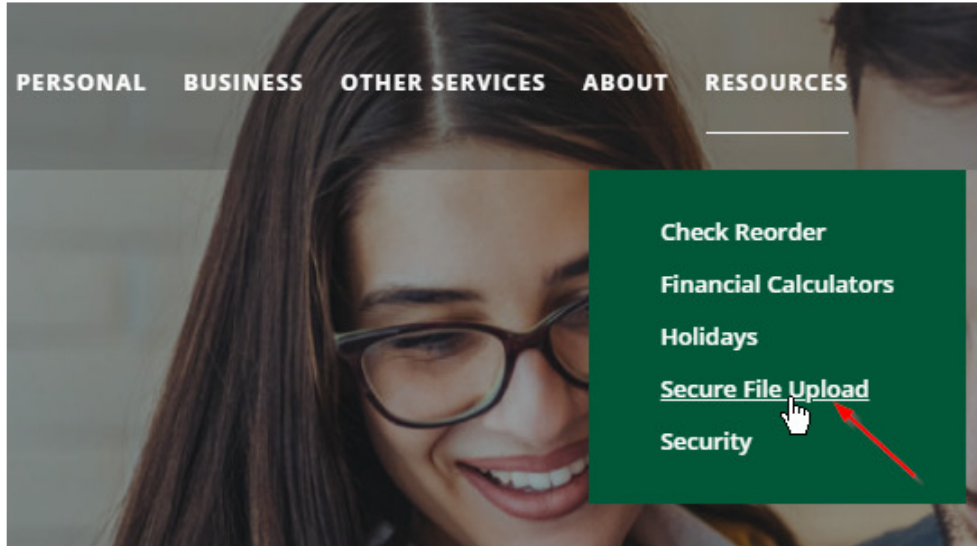 PERSONAL BUSINESS OTHER SERVICES ABOUT RESOURCES
Check Reorder
Financial Calculators
Holidays
Secure File Upload
Security